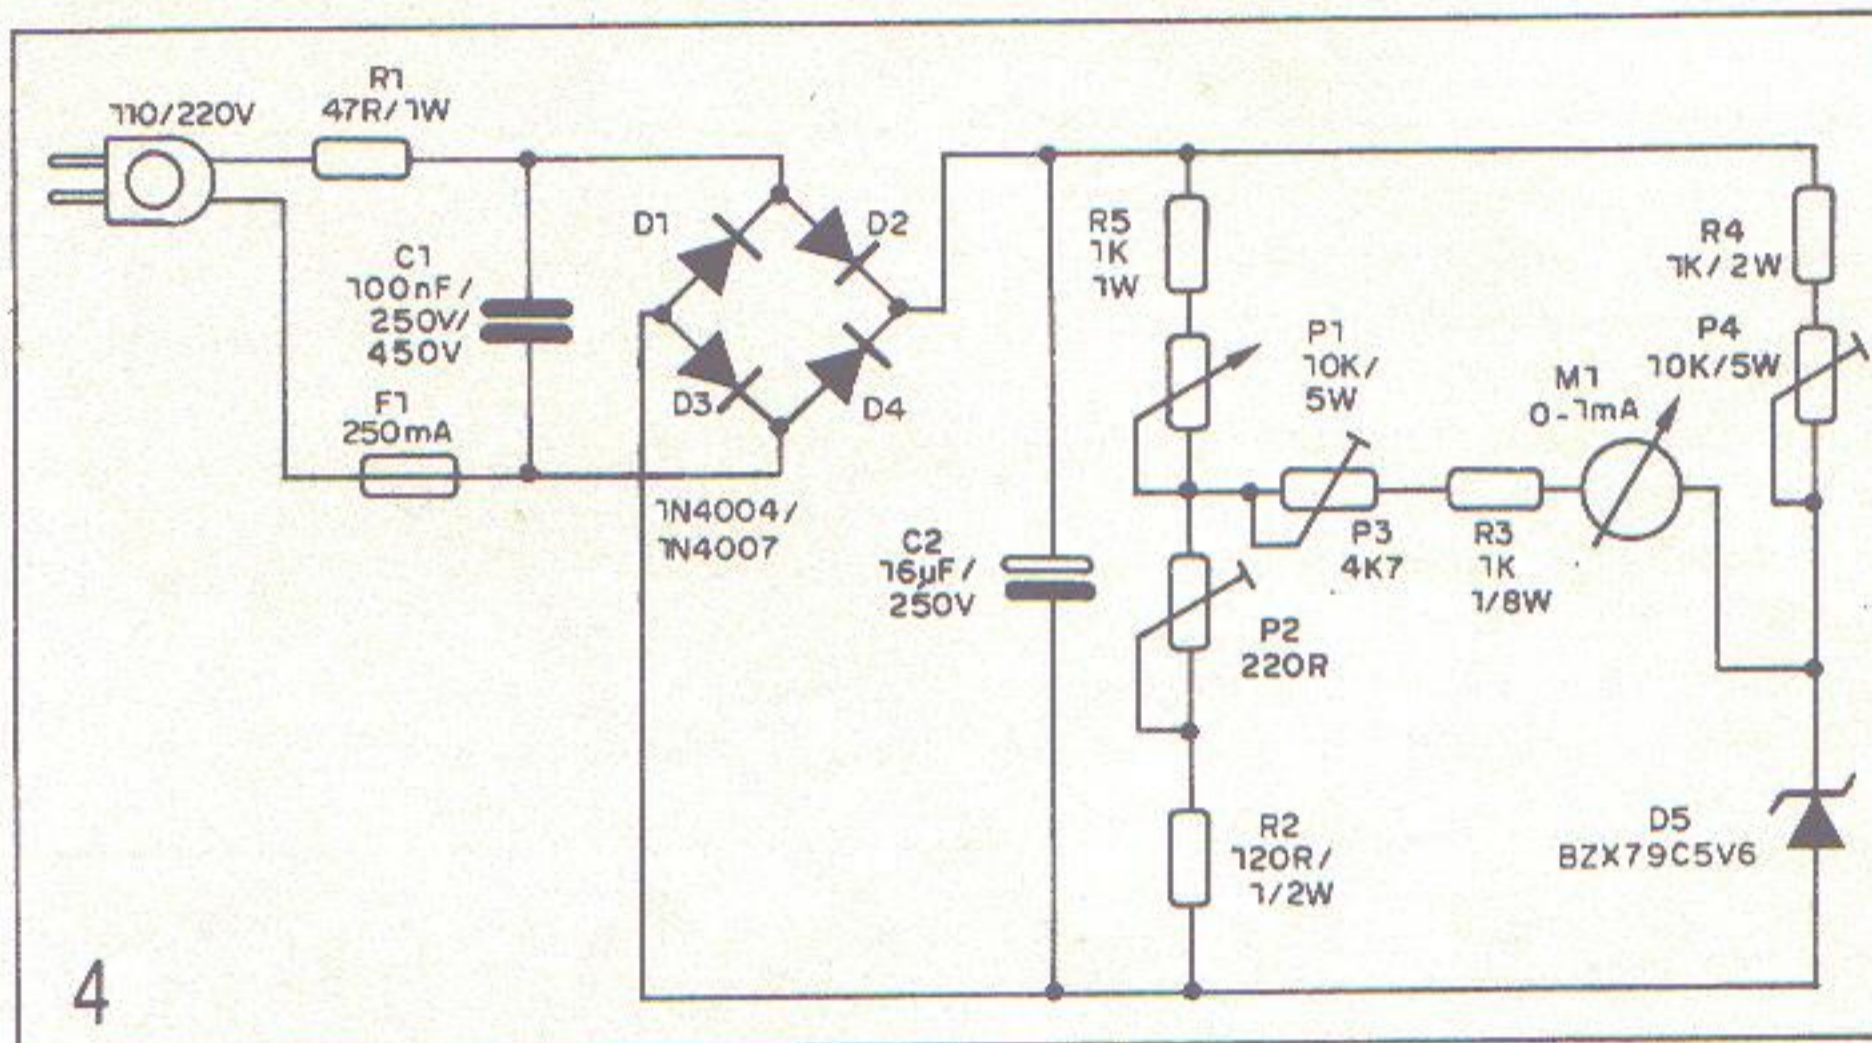 110/220V
R1
47R/1W
C1
100nF/
250V/
450V
F1
250mA
D1
D2
D3
D4
1N4004/
1N4007
C2
16µF/
250V
R5
1K
1W
P1
10K/
5W
P3
4K7
R3
1K
1/8W
M1
0-1mA
R4
1K/2W
P4
10K/5W
P2
220R
R2
120R/
1/2W
D5
BZX79C5V6
4